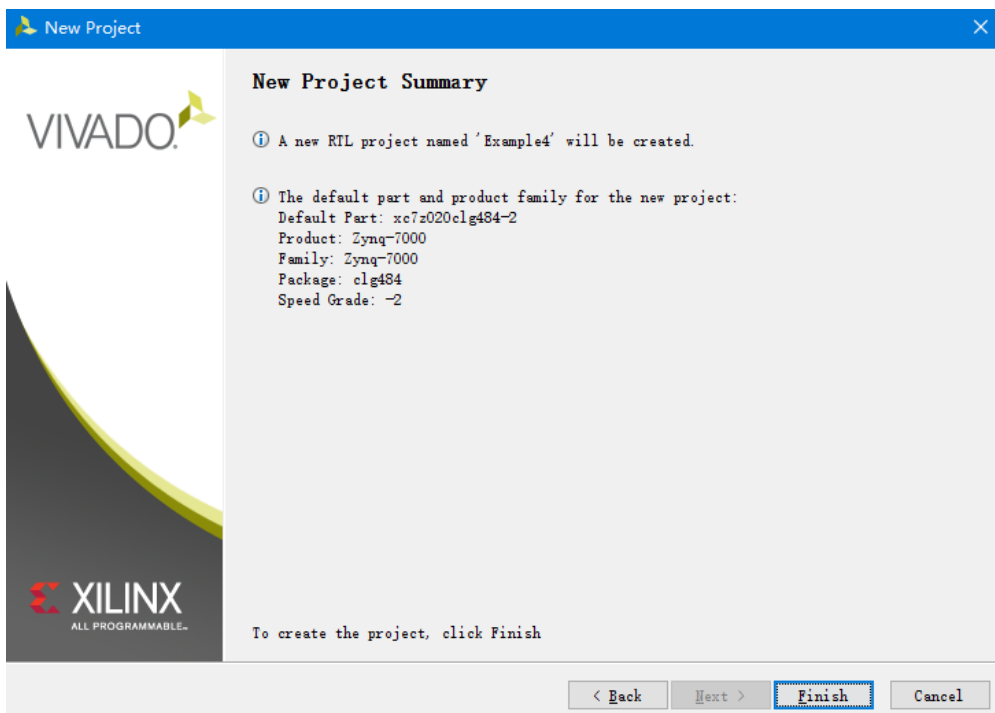 New Project
VIVADO.
New Project Summary
A new RTL project named 'Example4' will be created.
The default part and product family for the new project:
Default Part: xc7z020clg484-2
Product: Zynq-7000
Family: Zynq-7000
Package: clg484
Speed Grade: -2
XILINX
ALL PROGRAMMABLE™
To create the project, click Finish
< Back Next > Finish Cancel